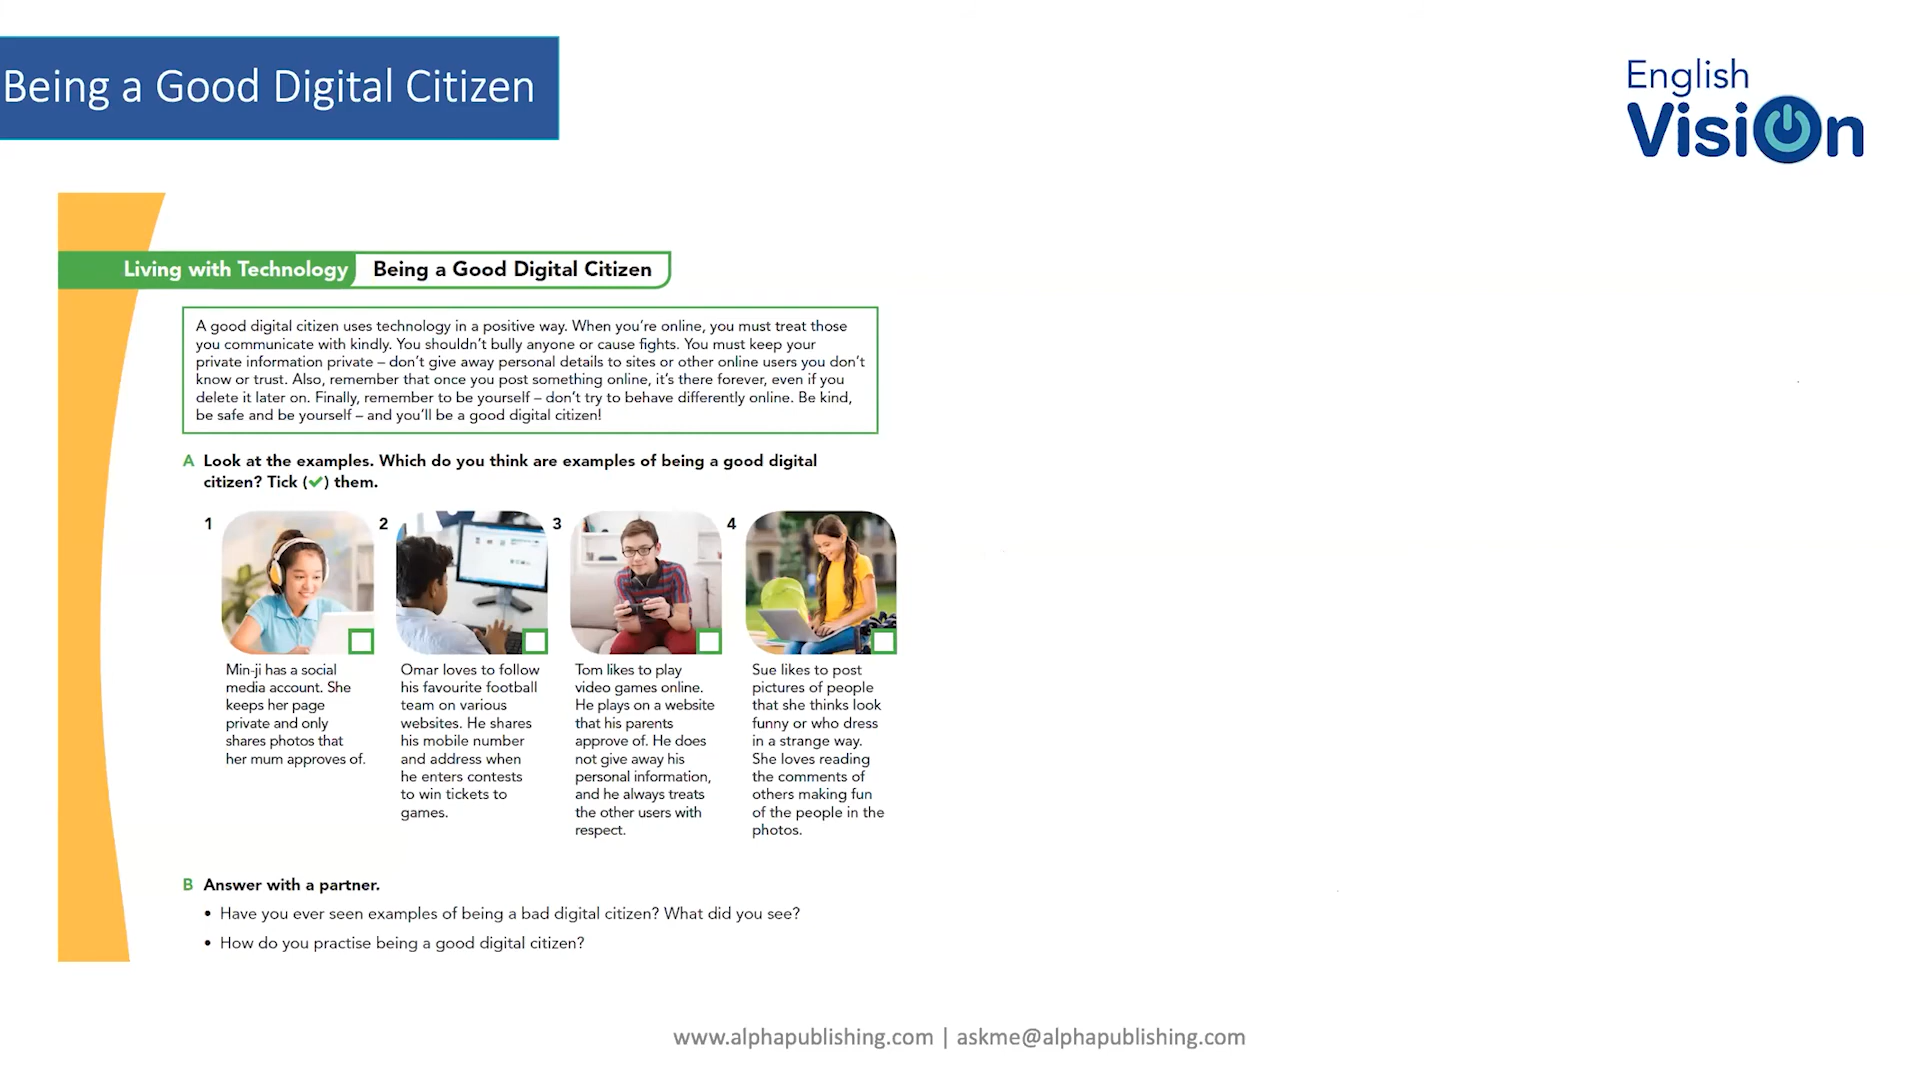 Being a Good Digital Citizen
English
VisiOn
Living with Technology
Being a Good Digital Citizen
A good digital citizen uses technology in a positive way. When you're online, you must treat those
you communicate with kindly. You shouldn't bully anyone or cause fights. You must keep your
private information private – don't give away personal details to sites or other online users you don't
know or trust. Also, remember that once you post something online, it's there forever, even if you
delete it later on. Finally, remember to be yourself – don't try to behave differently online. Be kind,
be safe and be yourself – and you'll be a good digital citizen!
A Look at the examples. Which do you think are examples of being a good digital
citizen? Tick (✓) them.
1
Min-ji has a social
media account. She
keeps her page
private and only
shares photos that
her mum approves of.
2
Omar loves to follow
his favourite football
team on various
websites. He shares
his mobile number
and address when
he enters contests
to win tickets to
games.
3
Tom likes to play
video games online.
He plays on a website
that his parents
approve of. He does
not give away his
personal information,
and he always treats
the other users with
respect.
4
Sue likes to post
pictures of people
that she thinks look
funny or who dress
in a strange way.
She loves reading
the comments of
others making fun
of the people in the
photos.
B Answer with a partner.
• Have you ever seen examples of being a bad digital citizen? What did you see?
• How do you practise being a good digital citizen?
www.alphapublishing.com | askme@alphapublishing.com